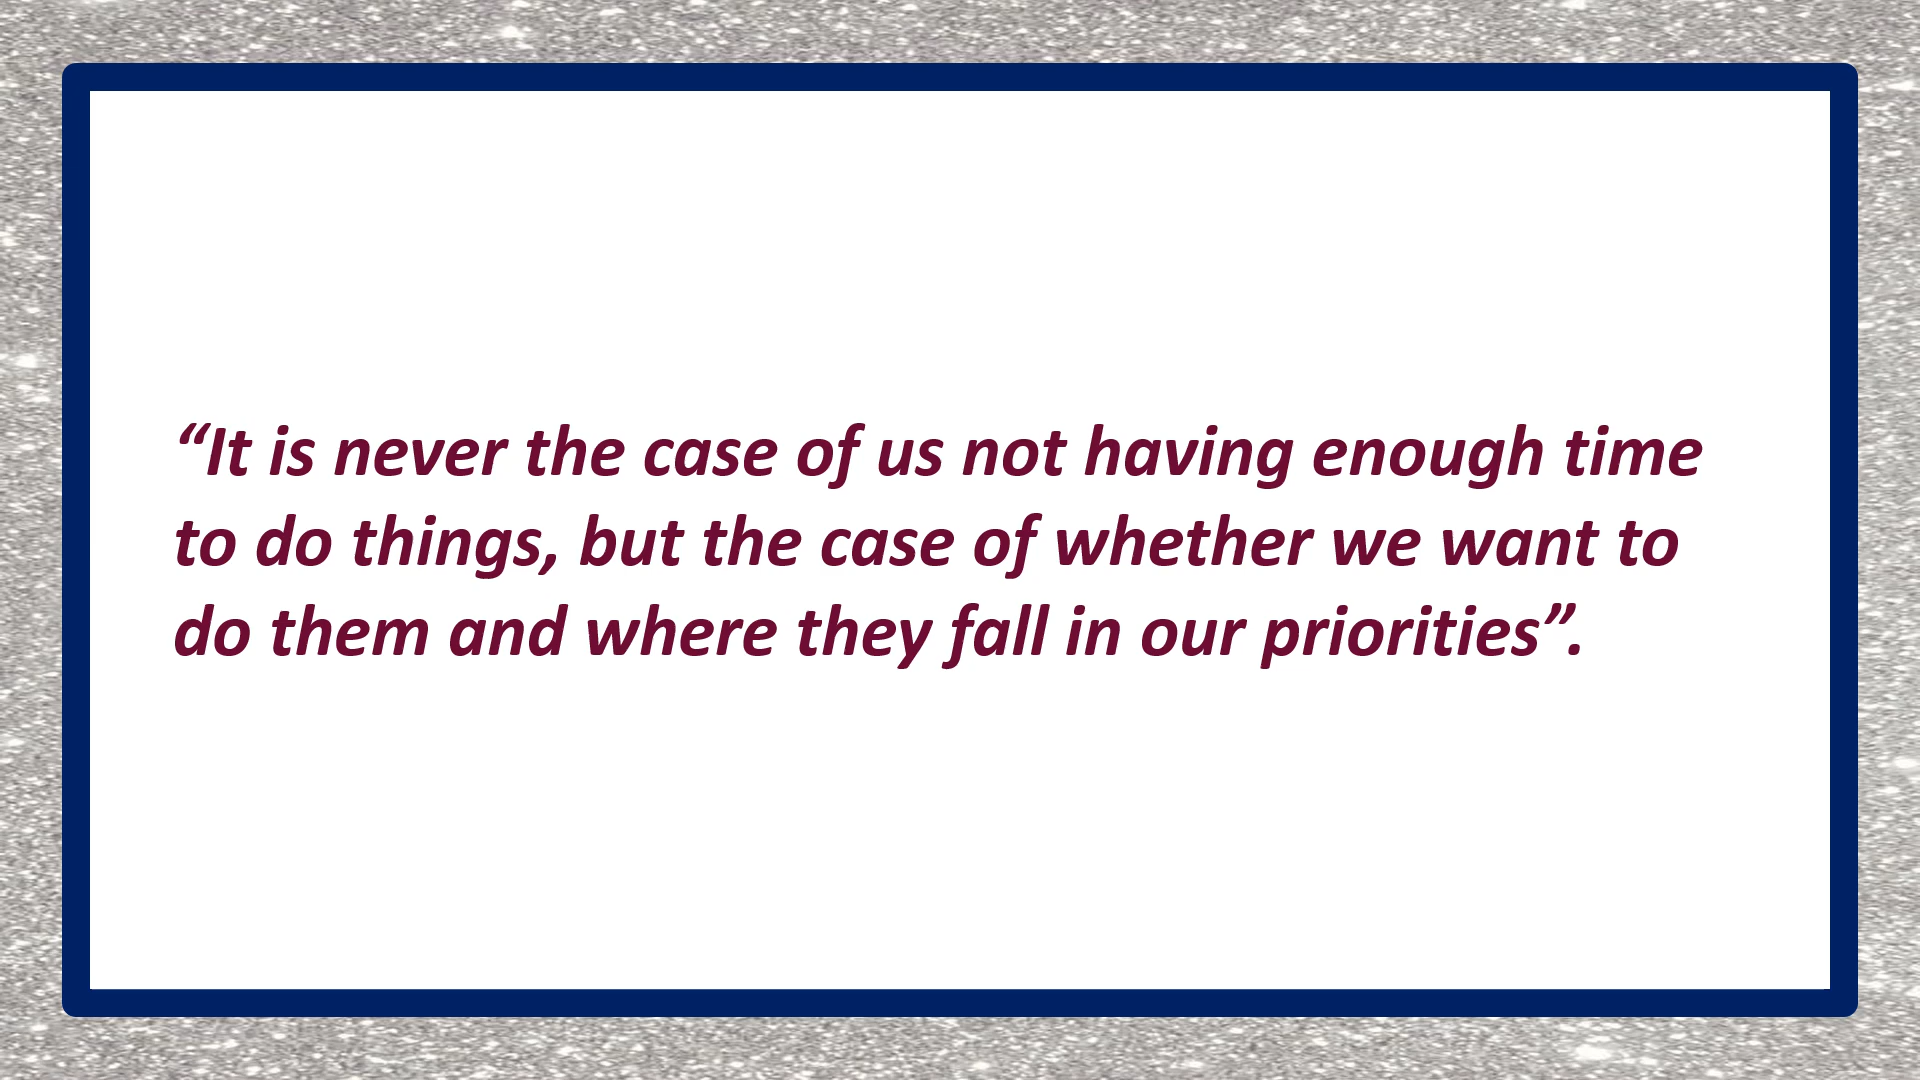 “It is never the case of us not having enough time
to do things, but the case of whether we want to
do them and where they fall in our priorities”.